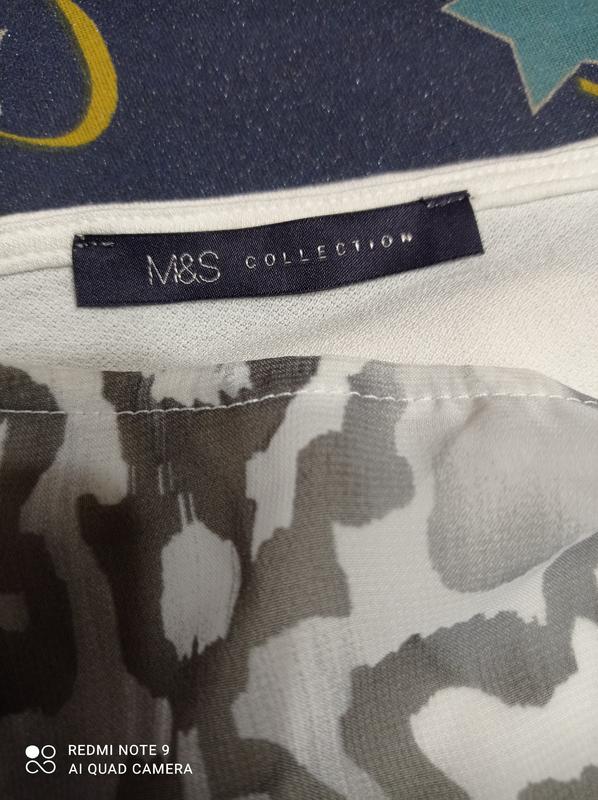 M&S COLLECTION
REDMI NOTE 9
AI QUAD CAMERA